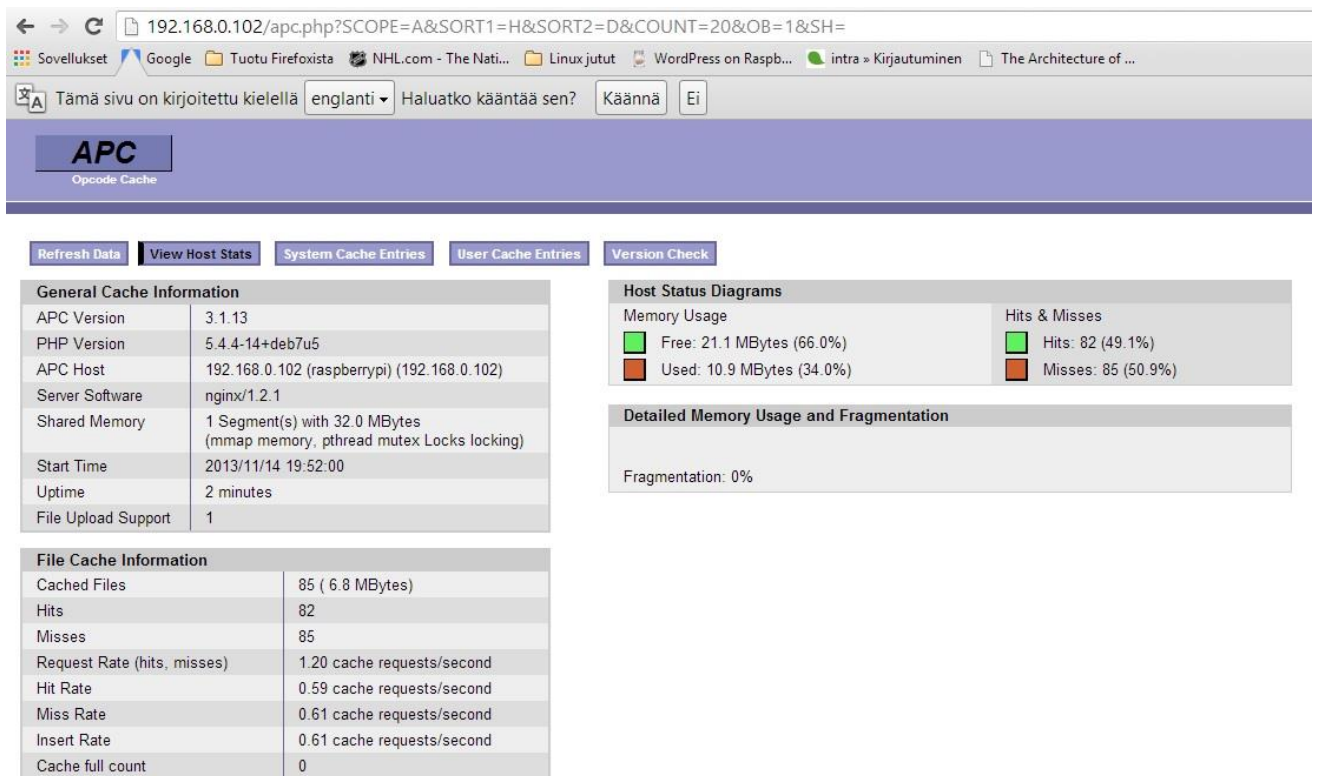 192.168.0.102/apc.php?SCOPE=A&SORT1=H&SORT2=D&COUNT=20&OB=1&SH=
Sovellukset Google Tuotu Firefoxista NHL.com - The Nati... Linux jutut WordPress on Raspb... intra » Kirjautuminen The Architecture of ...
Tämä sivu on kirjoitettu kielellä englanti Haluatko kääntää sen? Käännä Ei
APC
Opcode Cache
Refresh Data View Host Stats System Cache Entries User Cache Entries Version Check
General Cache Information
APC Version 3.1.13
PHP Version 5.4.4-14+deb7u5
APC Host 192.168.0.102 (raspberrypi) (192.168.0.102)
Server Software nginx/1.2.1
Shared Memory 1 Segment(s) with 32.0 MBytes
(mmap memory, pthread mutex Locks locking)
Start Time 2013/11/14 19:52:00
Uptime 2 minutes
File Upload Support 1
File Cache Information
Cached Files 85 ( 6.8 MBytes)
Hits 82
Misses 85
Request Rate (hits, misses) 1.20 cache requests/second
Hit Rate 0.59 cache requests/second
Miss Rate 0.61 cache requests/second
Insert Rate 0.61 cache requests/second
Cache full count 0
Host Status Diagrams
Memory Usage Hits & Misses
Free: 21.1 MBytes (66.0%) Hits: 82 (49.1%)
Used: 10.9 MBytes (34.0%) Misses: 85 (50.9%)
Detailed Memory Usage and Fragmentation
Fragmentation: 0%